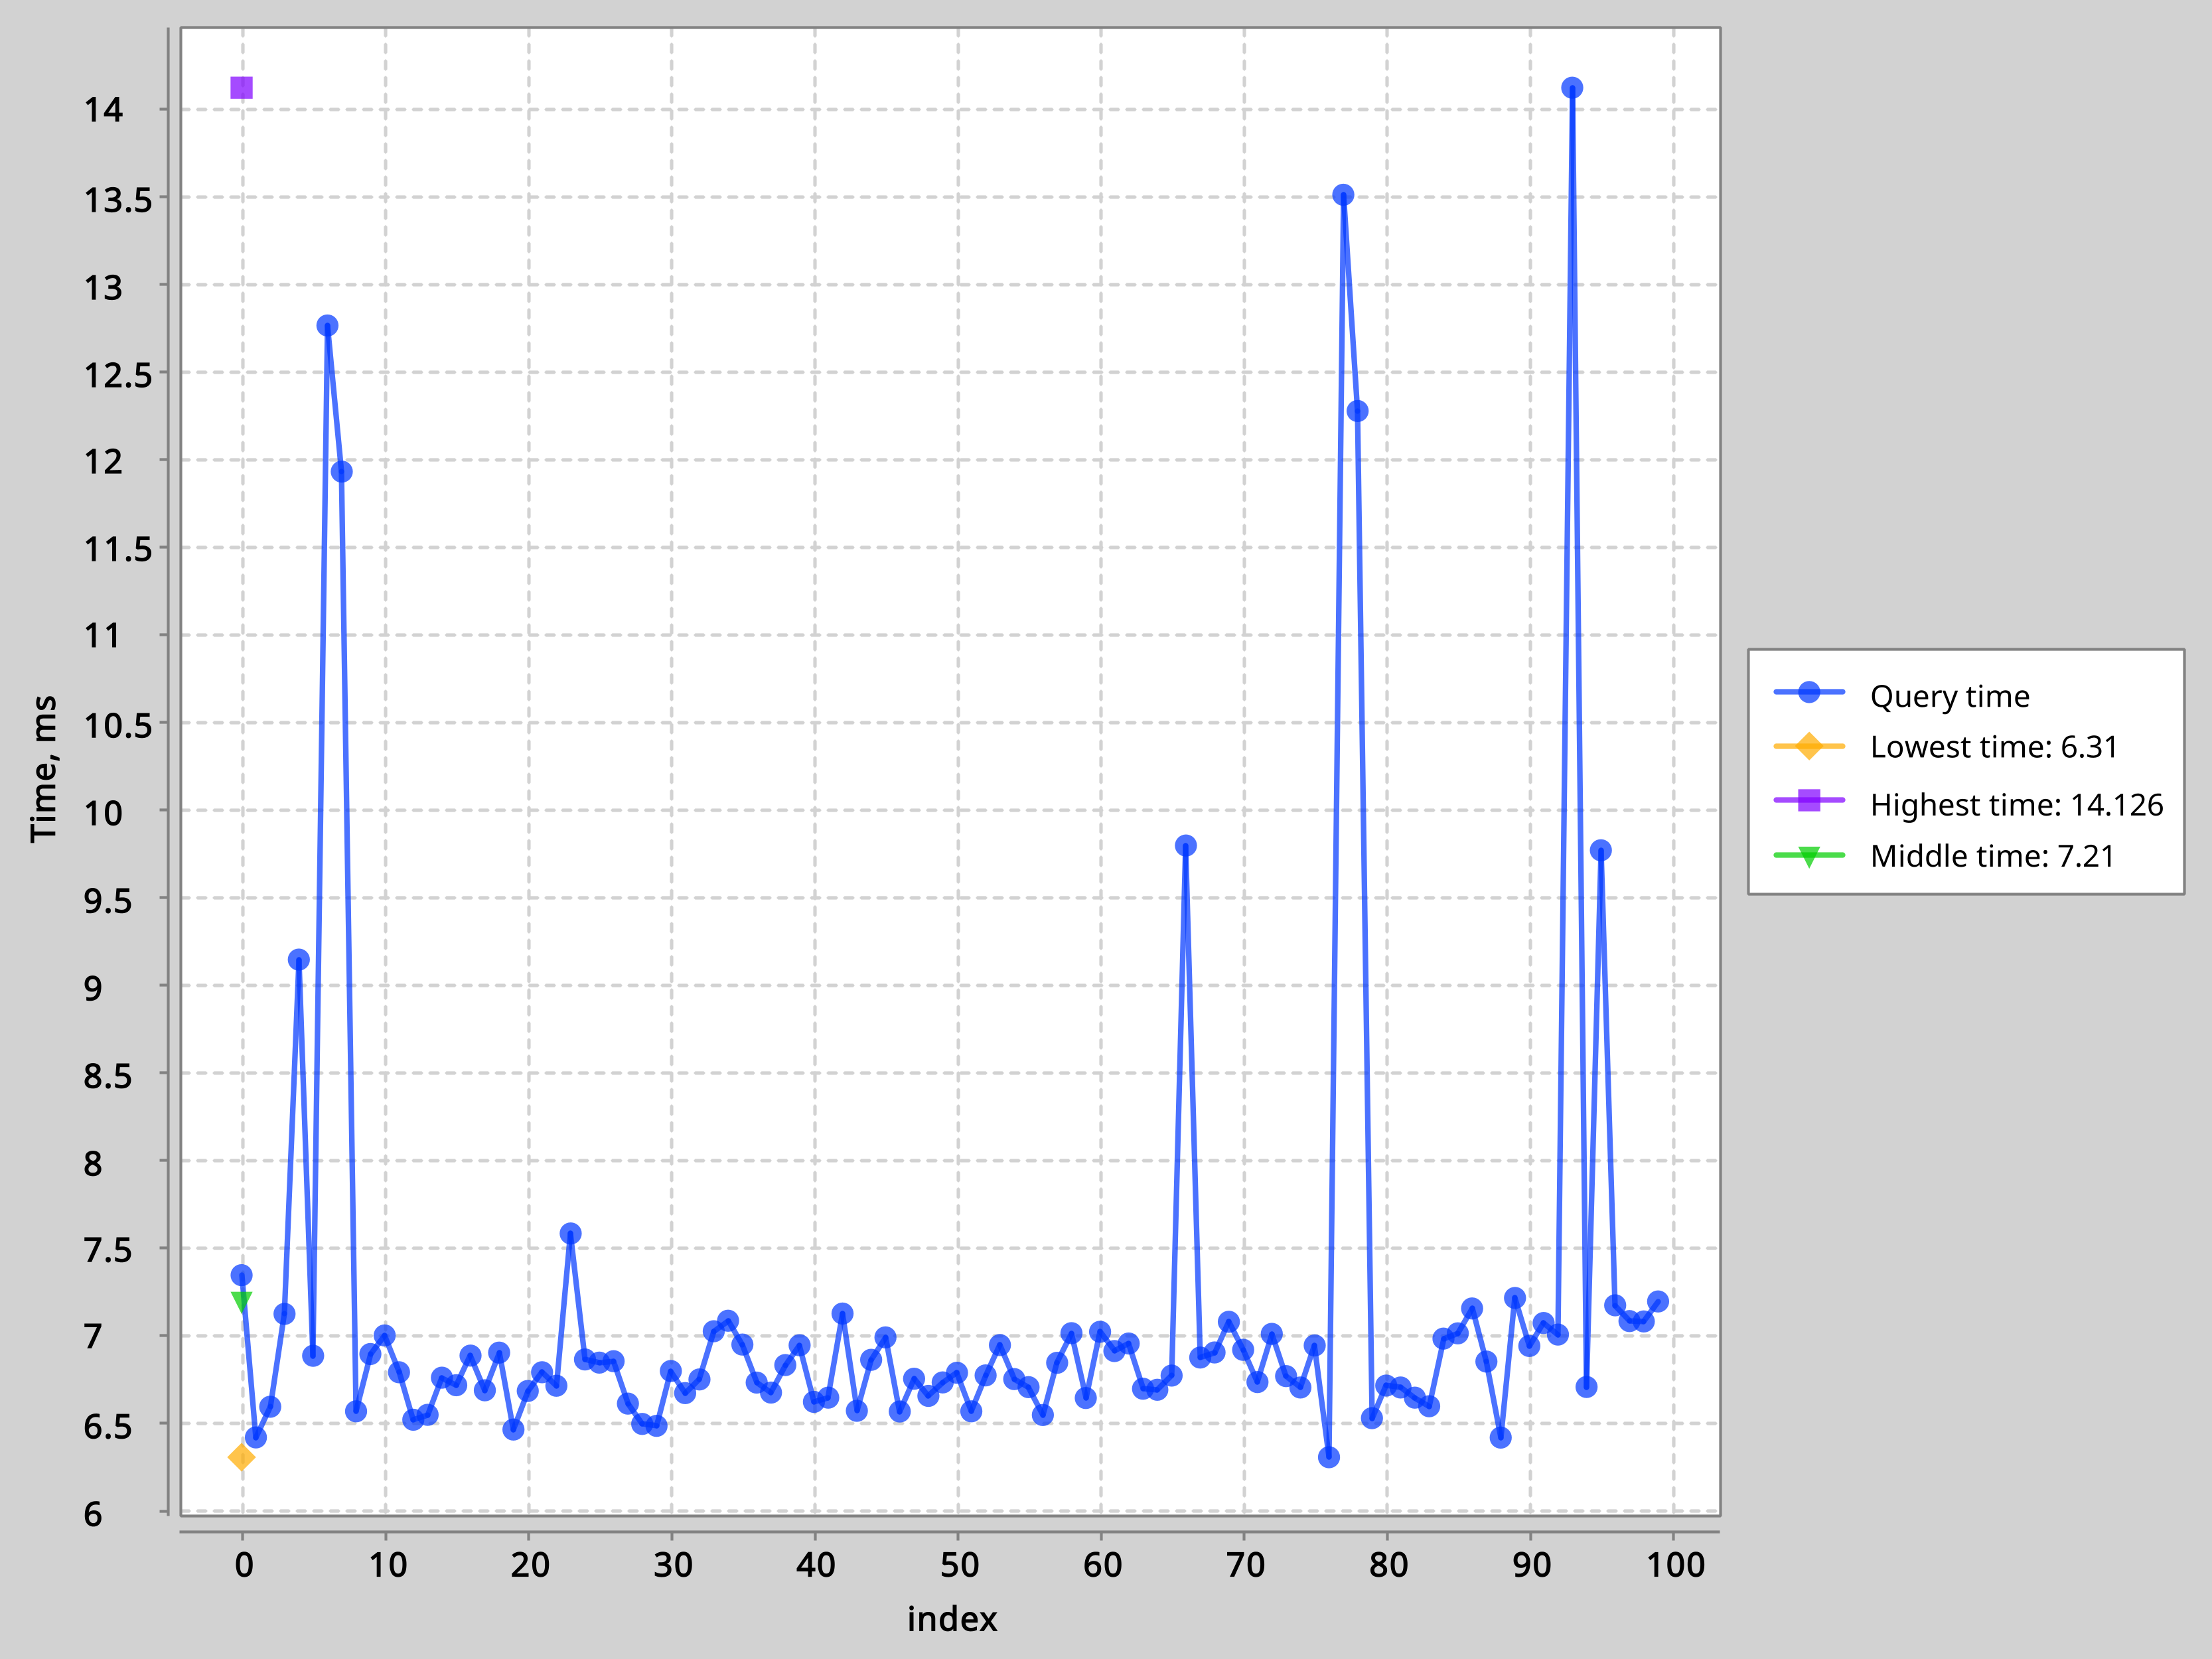 14
13.5
13
12.5
12
11.5
11
10.5
10
9.5
9
8.5
8
7.5
7
6.5
6
Time, ms
0 10 20 30 40 50 60 70 80 90 100
index
Query time
Lowest time: 6.31
Highest time: 14.126
Middle time: 7.21